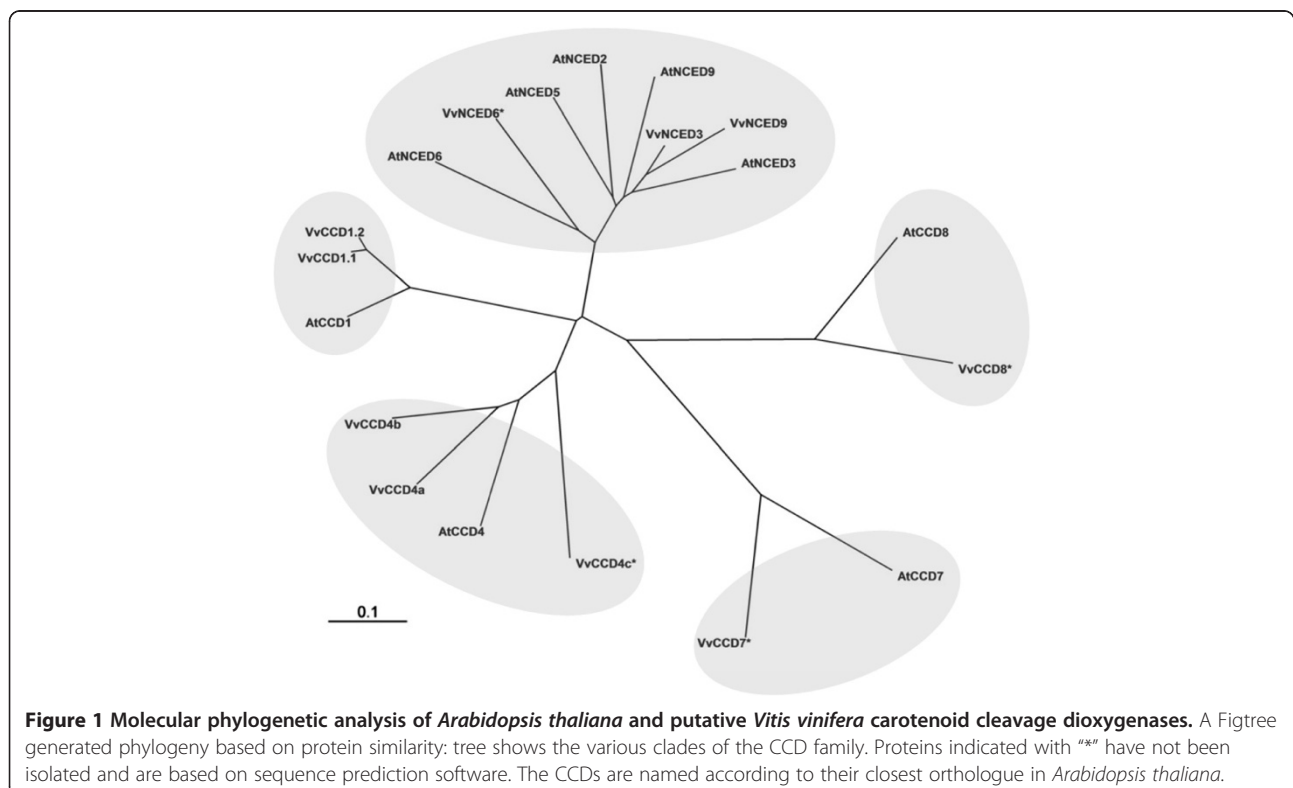 AtNCED2
AtNCED9
AtNCED5
VvNCED6*
VvNCED9
VvNCED3
AtNCED6
AtNCED3
VvCCD1.2
AtCCD8
VvCCD1.1
AtCCD1
VvCCD8*
VvCCD4b
VvCCD4a
AtCCD4
VvCCD4c*
AtCCD7
0.1
VvCCD7*
Figure 1 Molecular phylogenetic analysis of Arabidopsis thaliana and putative Vitis vinifera carotenoid cleavage dioxygenases. A Figtree
generated phylogeny based on protein similarity: tree shows the various clades of the CCD family. Proteins indicated with “*” have not been
isolated and are based on sequence prediction software. The CCDs are named according to their closest orthologue in Arabidopsis thaliana.